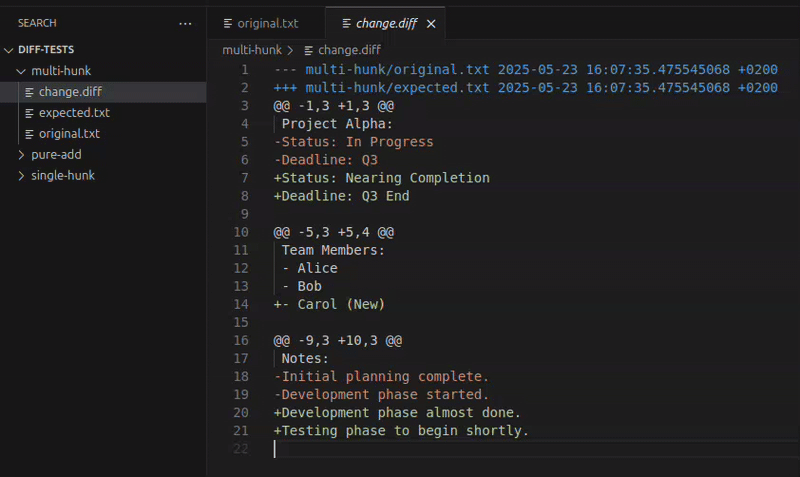 SEARCH
DIFF-TESTS
multi-hunk
change.diff
expected.txt
original.txt
pure-add
single-hunk
original.txt
change.diff
multi-hunk > change.diff
1 --- multi-hunk/original.txt 2025-05-23 16:07:35.475545068 +0200
2 +++ multi-hunk/expected.txt 2025-05-23 16:07:35.475545068 +0200
3 @@ -1,3 +1,3 @@
4  Project Alpha:
5 -Status: In Progress
6 -Deadline: Q3
7 +Status: Nearing Completion
8 +Deadline: Q3 End
9
10 @@ -5,3 +5,4 @@
11  Team Members:
12  - Alice
13  - Bob
14 +- Carol (New)
15
16 @@ -9,3 +10,3 @@
17  Notes:
18 -Initial planning complete.
19 -Development phase started.
20 +Development phase almost done.
21 +Testing phase to begin shortly.
22